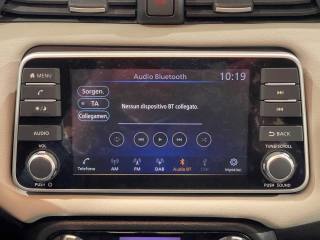 MENU
Audio Bluetooth
10:19
Sorgen.
TA
Collegamen.
Nessun dispositivo BT collegato.
AUDIO
BACK
VOL
TUNE/SCROLL
Telefono
AM
FM
DAB
Audio BT
USB
PUSH
PUSH SOUND